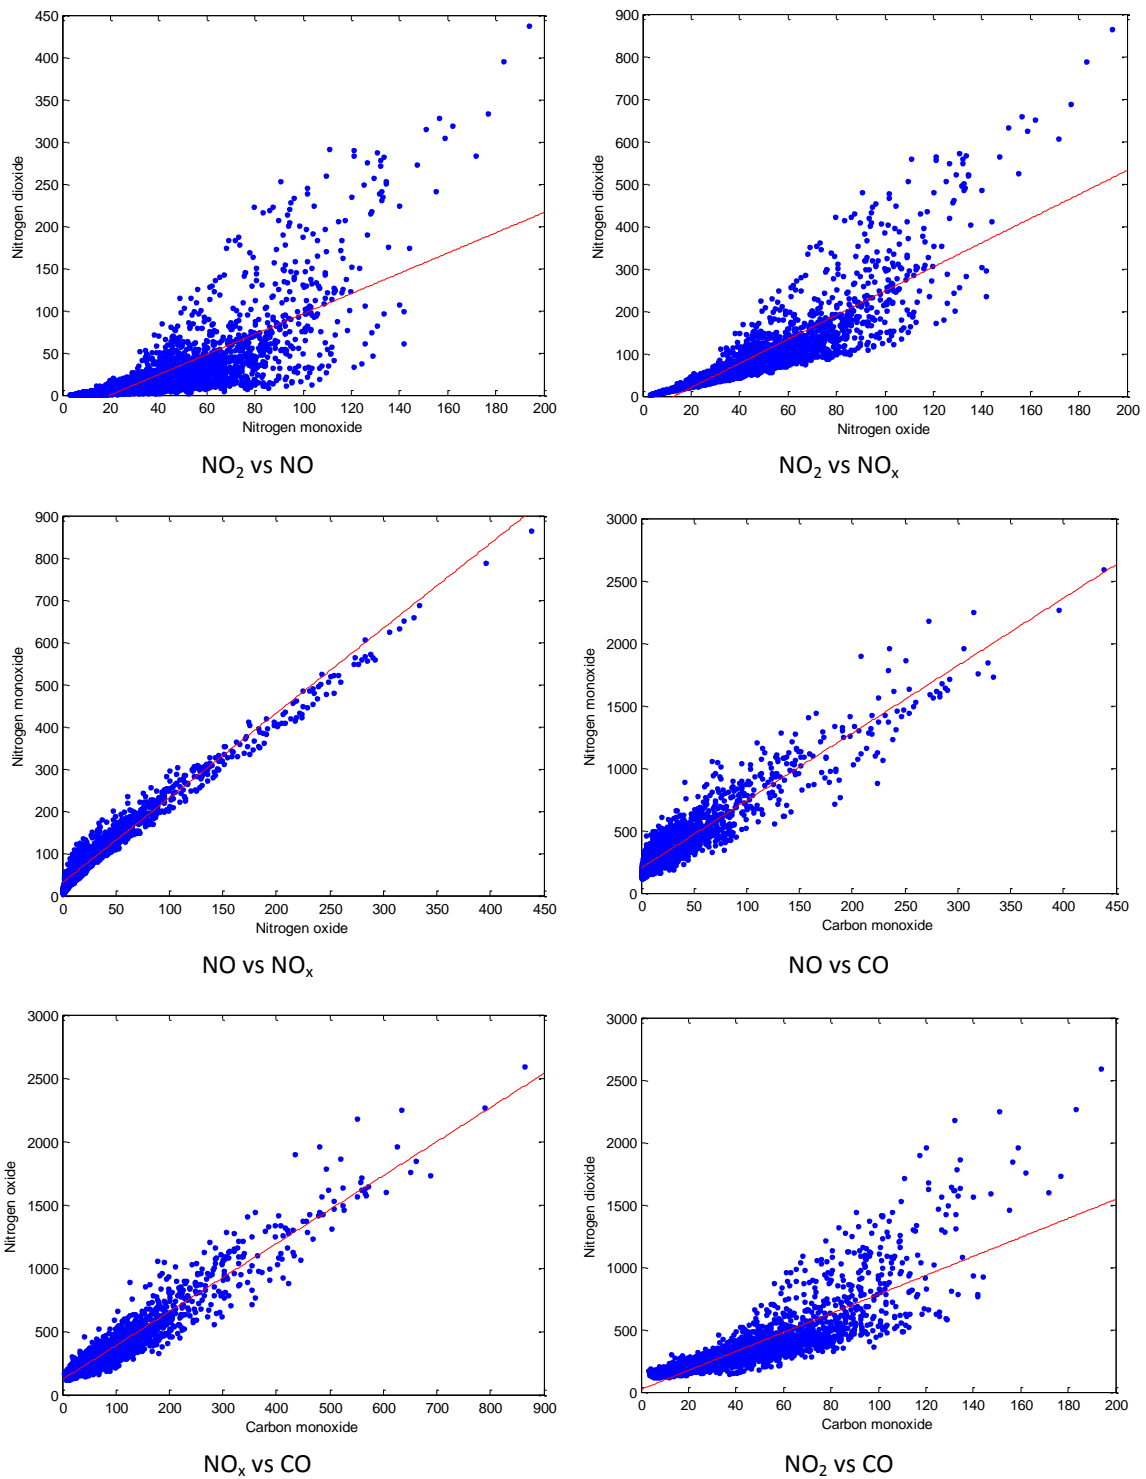 450
400
350
300
250
200
150
100
50
0
Nitrogen dioxide
0 20 40 60 80 100 120 140 160 180 200
Nitrogen monoxide
NO₂ vs NO
900
800
700
600
500
400
300
200
100
0
Nitrogen dioxide
0 20 40 60 80 100 120 140 160 180 200
Nitrogen oxide
NO₂ vs NOₓ
900
800
700
600
500
400
300
200
100
0
Nitrogen monoxide
0 50 100 150 200 250 300 350 400 450
Nitrogen oxide
NO vs NOₓ
3000
2500
2000
1500
1000
500
0
Nitrogen monoxide
0 50 100 150 200 250 300 350 400 450
Carbon monoxide
NO vs CO
3000
2500
2000
1500
1000
500
0
Nitrogen oxide
0 100 200 300 400 500 600 700 800 900
Carbon monoxide
NOₓ vs CO
3000
2500
2000
1500
1000
500
0
Nitrogen dioxide
0 20 40 60 80 100 120 140 160 180 200
Carbon monoxide
NO₂ vs CO